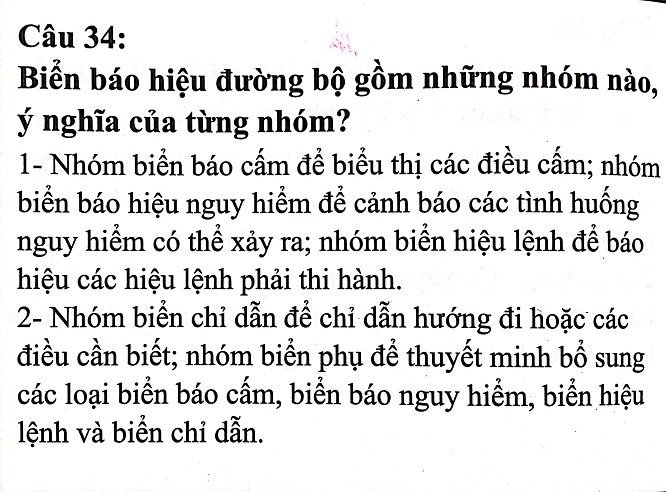 Câu 34:
Biển báo hiệu đường bộ gồm những nhóm nào,
ý nghĩa của từng nhóm?
1- Nhóm biển báo cấm để biểu thị các điều cấm; nhóm
biển báo hiệu nguy hiểm để cảnh báo các tình huống
nguy hiểm có thể xảy ra; nhóm biển hiệu lệnh để báo
hiệu các hiệu lệnh phải thi hành.
2- Nhóm biển chỉ dẫn để chỉ dẫn hướng đi hoặc các
điều cần biết; nhóm biển phụ để thuyết minh bổ sung
các loại biển báo cấm, biển báo nguy hiểm, biển hiệu
lệnh và biển chỉ dẫn.